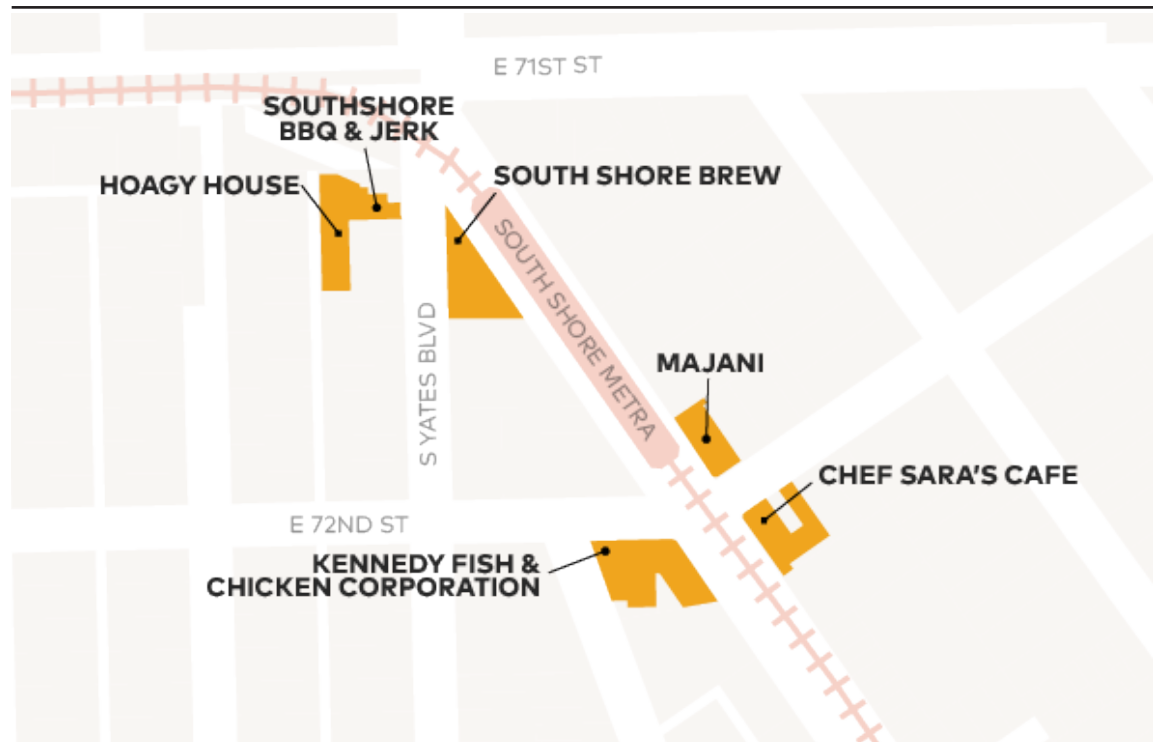 E 71ST ST
SOUTHSHORE
BBQ & JERK
HOAGY HOUSE
SOUTH SHORE BREW
SOUTH SHORE METRA
S YATES BLVD
MAJANI
CHEF SARA'S CAFE
E 72ND ST
KENNEDY FISH &
CHICKEN CORPORATION